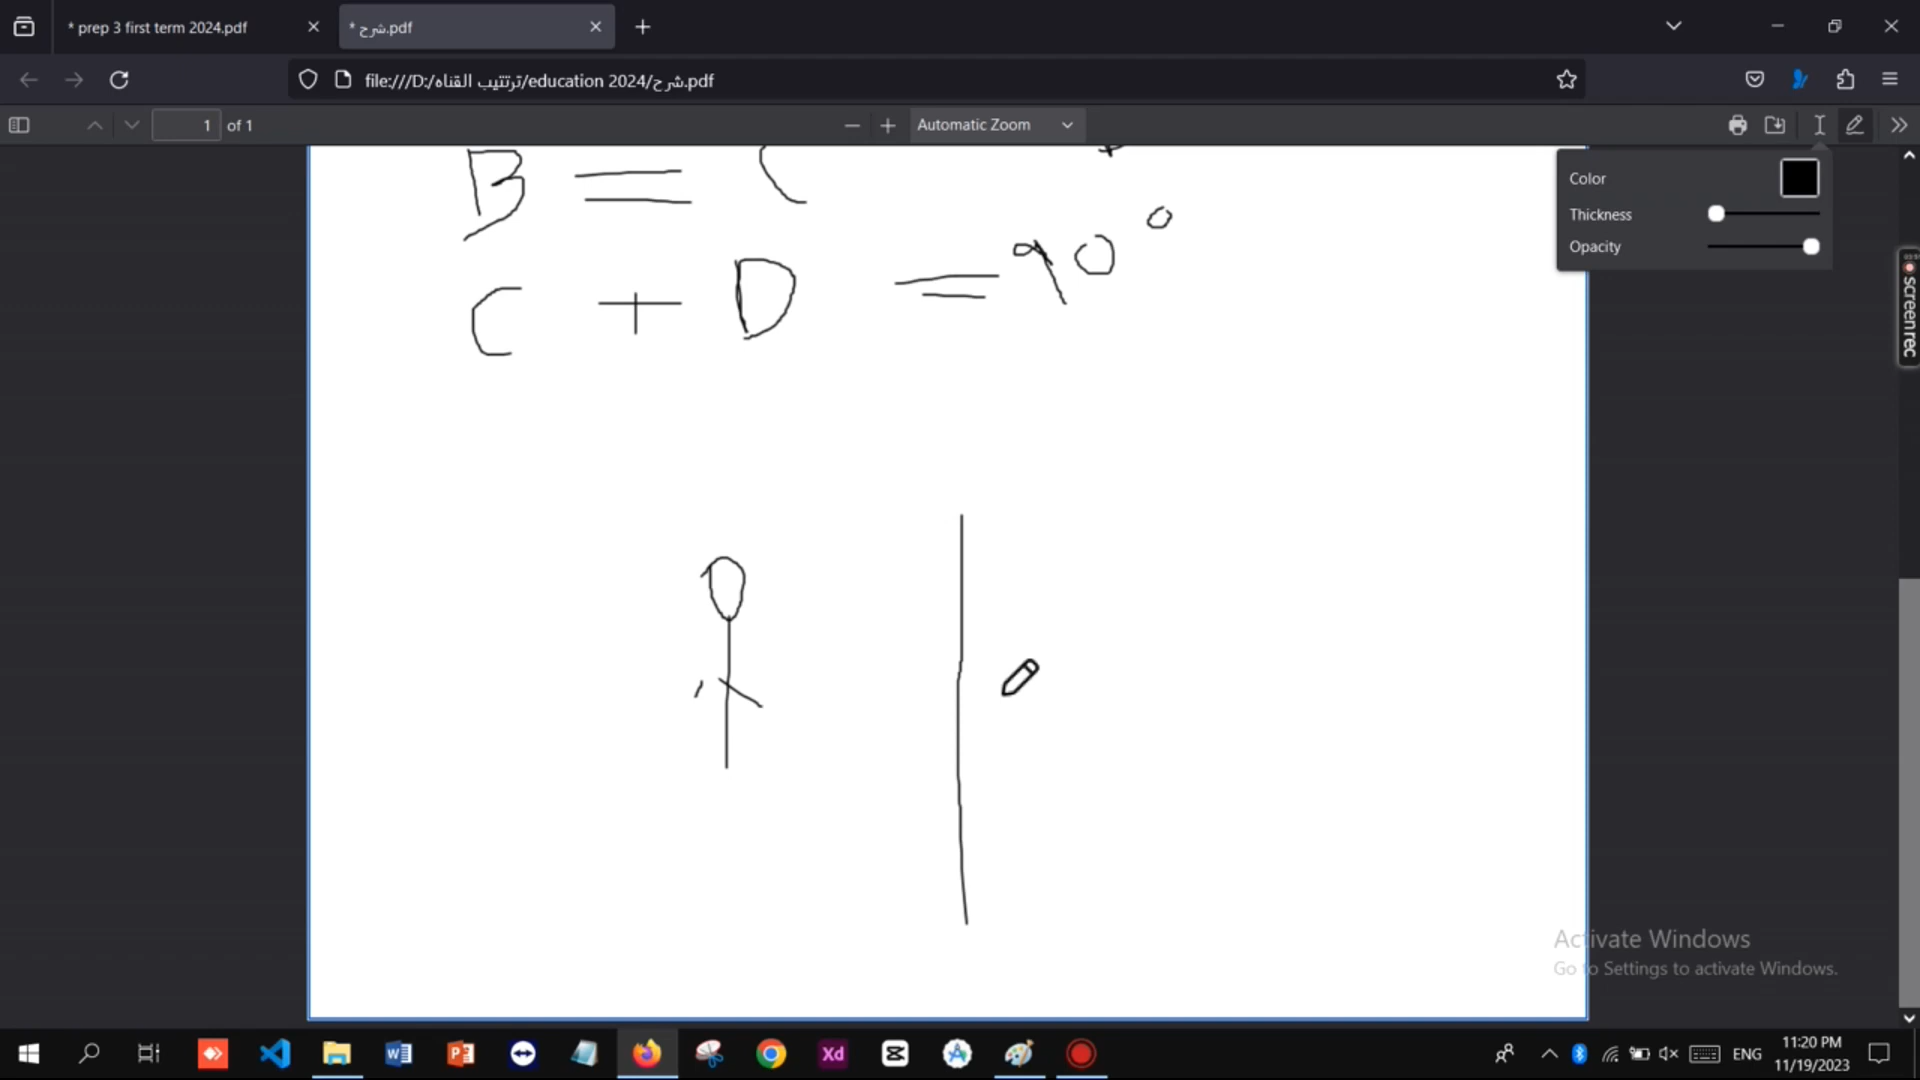 * prep 3 first term 2024.pdf
* شرح.pdf
file:///D:/ترتتيب القناه/education 2024/شرح.pdf
1 of 1
Automatic Zoom
Color
Thickness
Opacity
B = (
C + D = 90°
screenrec
Activate Windows
Go to Settings to activate Windows.
Xd
ENG
11:20 PM
11/19/2023